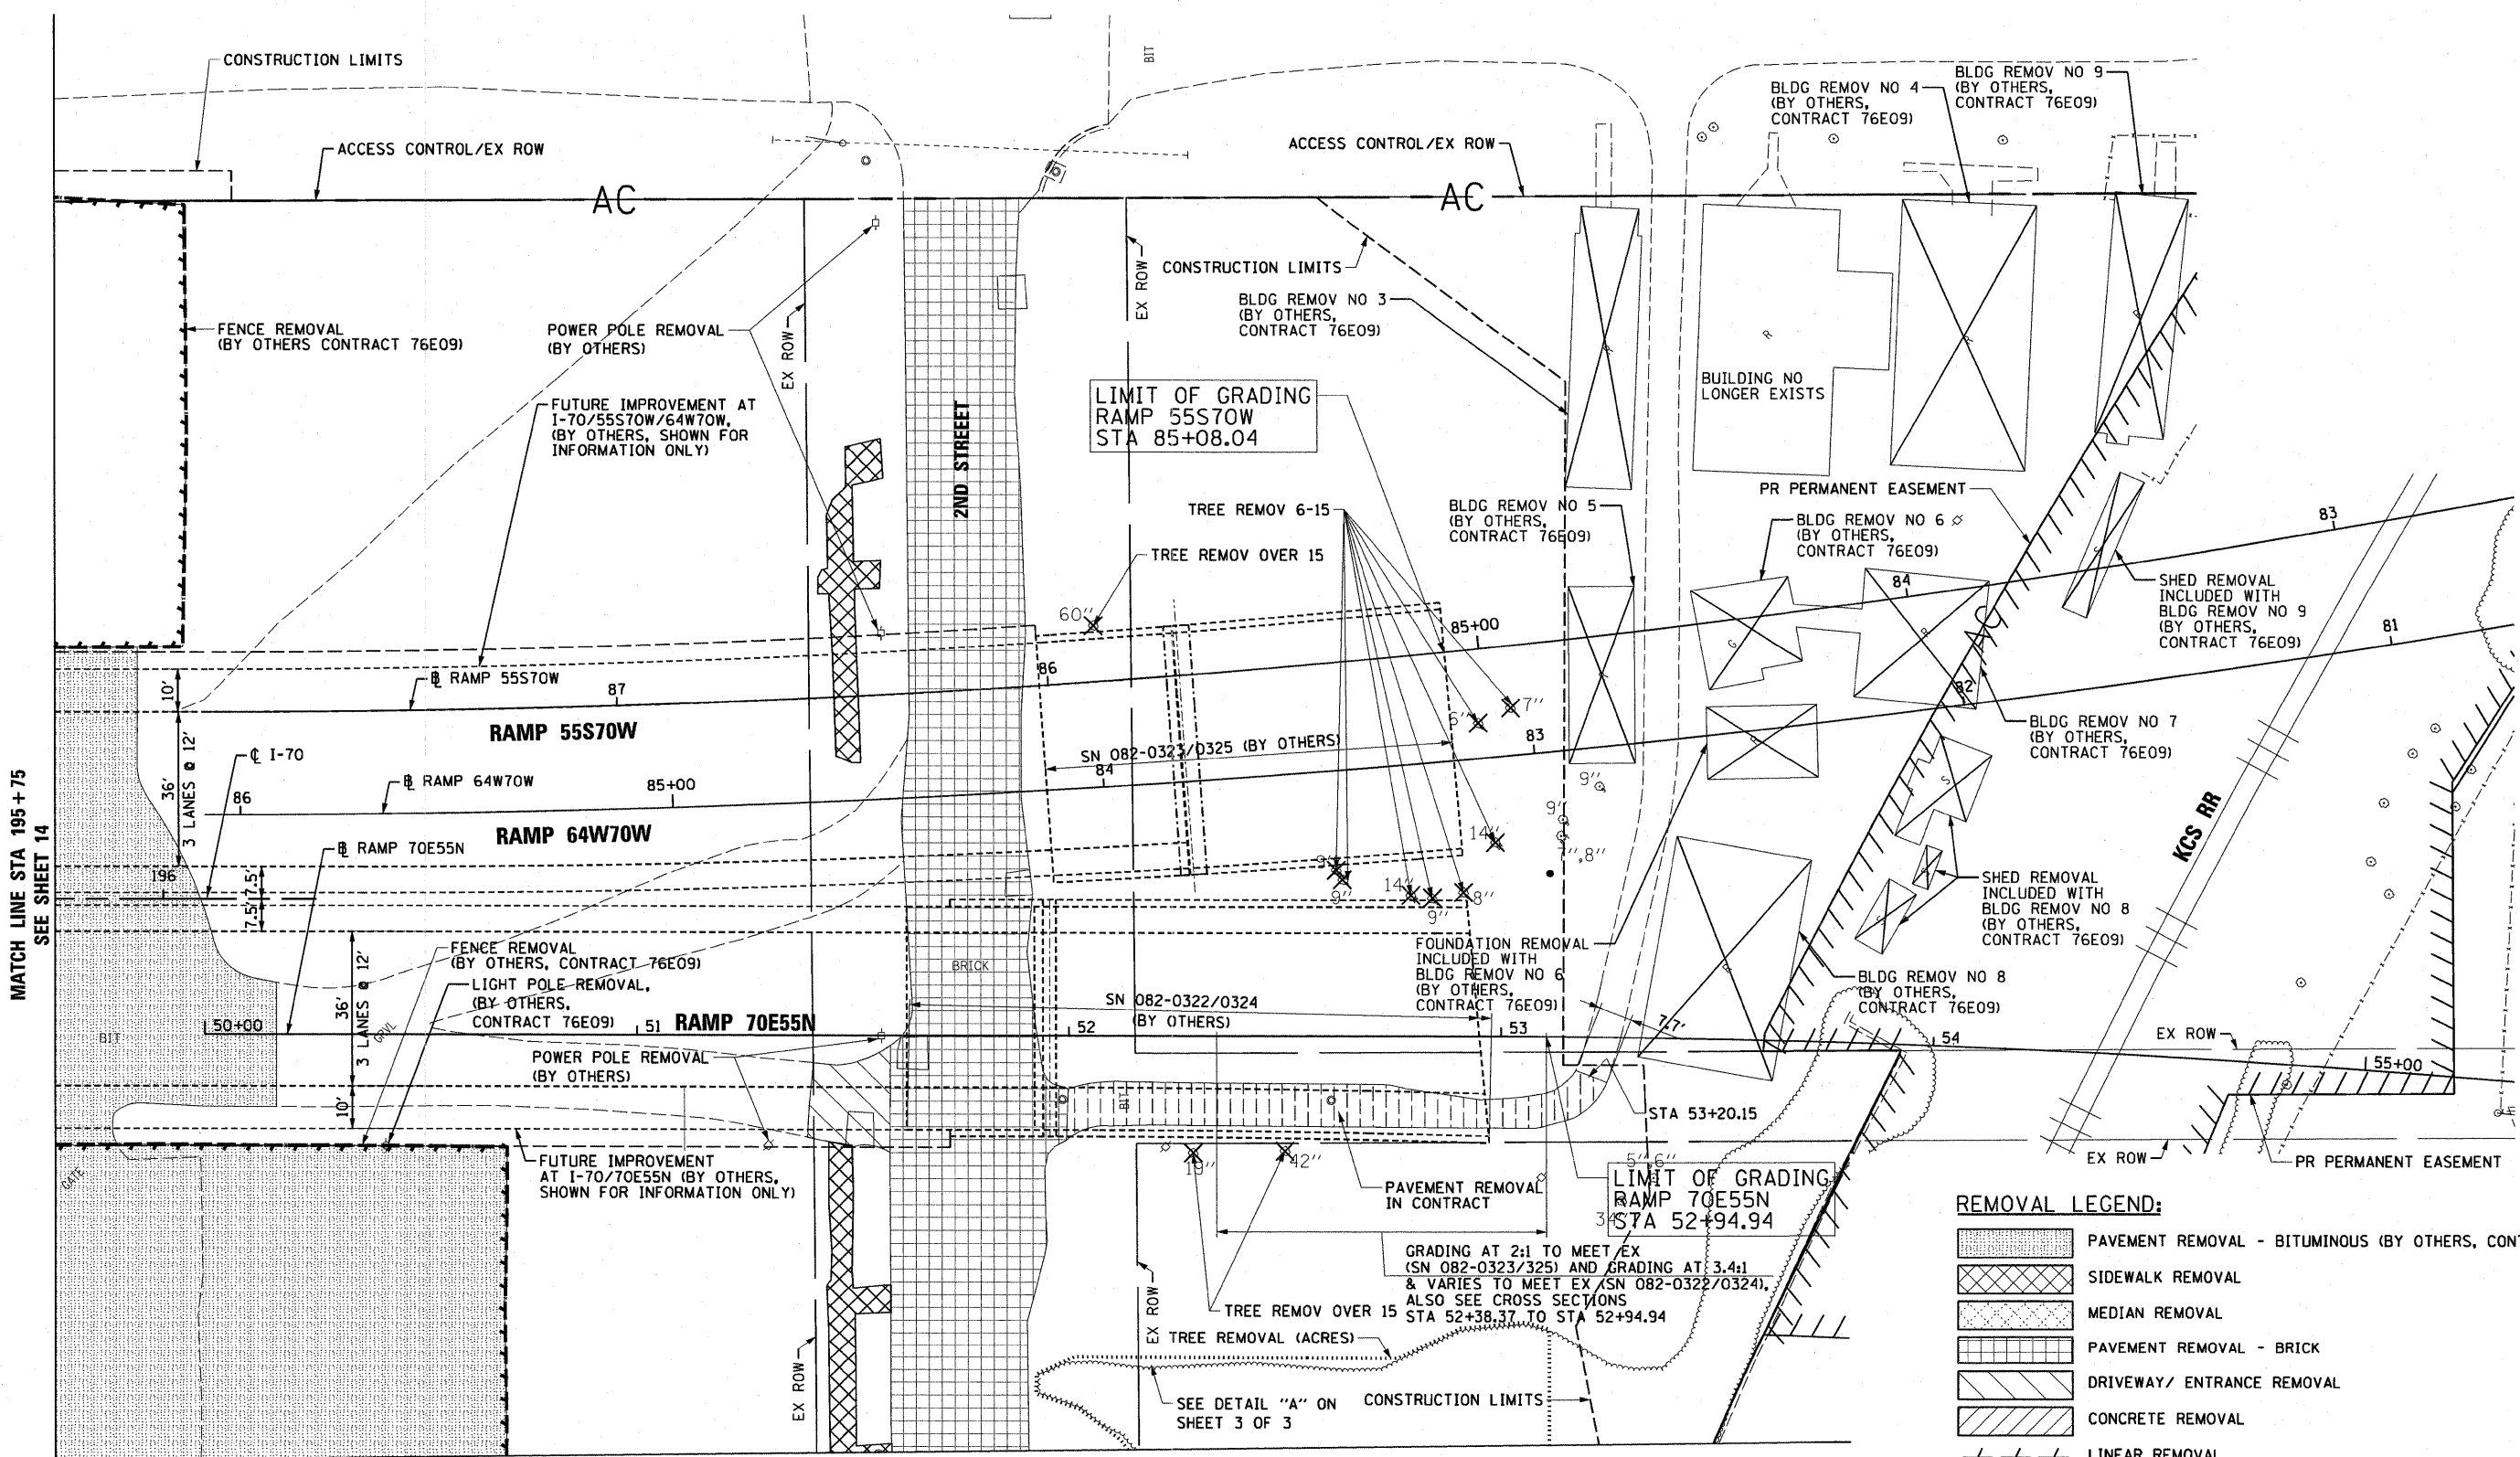 CONSTRUCTION LIMITS
ACCESS CONTROL/EX ROW
AC
BIT
ACCESS CONTROL/EX ROW
AC
BLDG REMOV NO 4
(BY OTHERS,
CONTRACT 76E09)
BLDG REMOV NO 9
(BY OTHERS,
CONTRACT 76E09)
FENCE REMOVAL
(BY OTHERS CONTRACT 76E09)
POWER POLE REMOVAL
(BY OTHERS)
EX ROW
EX ROW
CONSTRUCTION LIMITS
BLDG REMOV NO 3
(BY OTHERS,
CONTRACT 76E09)
FUTURE IMPROVEMENT AT
I-70/55S70W/64W70W,
(BY OTHERS, SHOWN FOR
INFORMATION ONLY)
2ND STREEET
LIMIT OF GRADING
RAMP 55S70W
STA 85+08.04
R
BUILDING NO
LONGER EXISTS
TREE REMOV 6-15
TREE REMOV OVER 15
60"
BLDG REMOV NO 5
(BY OTHERS,
CONTRACT 76E09)
PR PERMANENT EASEMENT
BLDG REMOV NO 6
(BY OTHERS,
CONTRACT 76E09)
83
84
SHED REMOVAL
INCLUDED WITH
BLDG REMOV NO 9
(BY OTHERS,
CONTRACT 76E09)
81
85+00
86
87
10'
℄ RAMP 55S70W
RAMP 55S70W
G
AC
82
6"
7"
BLDG REMOV NO 7
(BY OTHERS,
CONTRACT 76E09)
SN 082-0323/0325 (BY OTHERS)
83
84
36'
3 LANES @ 12'
℄ I-70
℄ RAMP 64W70W
86
85+00
RAMP 64W70W
9"
9"
7",8"
14"
S
KCS RR
MATCH LINE STA 195+75
SEE SHEET 14
℄ RAMP 70E55N
196
7.5'
7.5'
9"
9"
14"
9"
8"
SHED REMOVAL
INCLUDED WITH
BLDG REMOV NO 8
(BY OTHERS,
CONTRACT 76E09)
FENCE REMOVAL
(BY OTHERS, CONTRACT 76E09)
LIGHT POLE REMOVAL,
(BY OTHERS,
CONTRACT 76E09)
36'
3 LANES @ 12'
BRICK
FOUNDATION REMOVAL
INCLUDED WITH
BLDG REMOV NO 6
(BY OTHERS,
CONTRACT 76E09)
BLDG REMOV NO 8
(BY OTHERS,
CONTRACT 76E09)
SN 082-0322/0324
(BY OTHERS)
BIT
50+00
GRVL
51
RAMP 70E55N
52
53
7.7'
54
EX ROW
55+00
POWER POLE REMOVAL
(BY OTHERS)
10'
BIT
STA 53+20.15
GATE
FUTURE IMPROVEMENT
AT I-70/70E55N (BY OTHERS,
SHOWN FOR INFORMATION ONLY)
19"
42"
PAVEMENT REMOVAL
IN CONTRACT
5",6"
LIMIT OF GRADING
RAMP 70E55N
STA 52+94.94
34"
EX ROW
PR PERMANENT EASEMENT
GRADING AT 2:1 TO MEET EX
(SN 082-0323/325) AND GRADING AT 3.4:1
& VARIES TO MEET EX (SN 082-0322/0324),
ALSO SEE CROSS SECTIONS
STA 52+38.37 TO STA 52+94.94
TREE REMOV OVER 15
TREE REMOVAL (ACRES)
EX ROW
EX ROW
SEE DETAIL "A" ON
SHEET 3 OF 3
CONSTRUCTION LIMITS
REMOVAL LEGEND:
PAVEMENT REMOVAL - BITUMINOUS (BY OTHERS, CON
SIDEWALK REMOVAL
MEDIAN REMOVAL
PAVEMENT REMOVAL - BRICK
DRIVEWAY/ ENTRANCE REMOVAL
CONCRETE REMOVAL
LINEAR REMOVAL